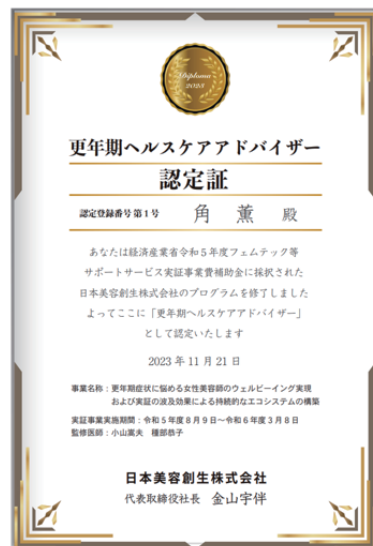 Diploma
2023
更年期ヘルスケアアドバイザー
認定証
認定登録番号 第1号 角 薫 殿
あなたは経済産業省令和5年度フェムテック等
サポートサービス実証事業費補助金に採択された
日本美容創生株式会社のプログラムを修了しました
よってここに「更年期ヘルスケアアドバイザー」
として認定いたします
2023年11月21日
事業名称：更年期症状に悩める女性美容師のウェルビーイング実現
および実証の波及効果による持続的なエコシステムの構築
実証事業実施期間：令和5年度8月9日〜令和6年度3月8日
監修医師：小山嵩夫 種部恭子
日本美容創生株式会社
代表取締役社長 金山宇伴